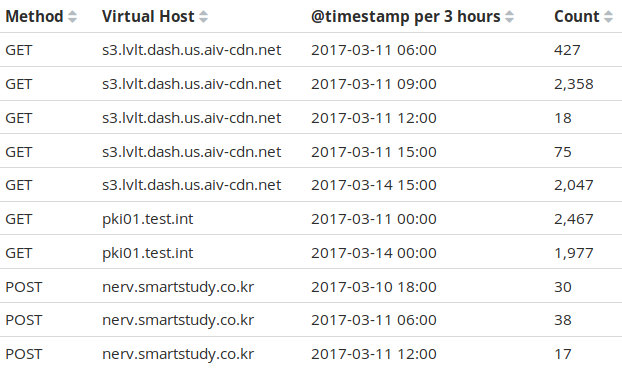 Method Virtual Host @timestamp per 3 hours Count
GET s3.lvlt.dash.us.aiv-cdn.net 2017-03-11 06:00 427
GET s3.lvlt.dash.us.aiv-cdn.net 2017-03-11 09:00 2,358
GET s3.lvlt.dash.us.aiv-cdn.net 2017-03-11 12:00 18
GET s3.lvlt.dash.us.aiv-cdn.net 2017-03-11 15:00 75
GET s3.lvlt.dash.us.aiv-cdn.net 2017-03-14 15:00 2,047
GET pki01.test.int 2017-03-11 00:00 2,467
GET pki01.test.int 2017-03-14 00:00 1,977
POST nerv.smartstudy.co.kr 2017-03-10 18:00 30
POST nerv.smartstudy.co.kr 2017-03-11 06:00 38
POST nerv.smartstudy.co.kr 2017-03-11 12:00 17